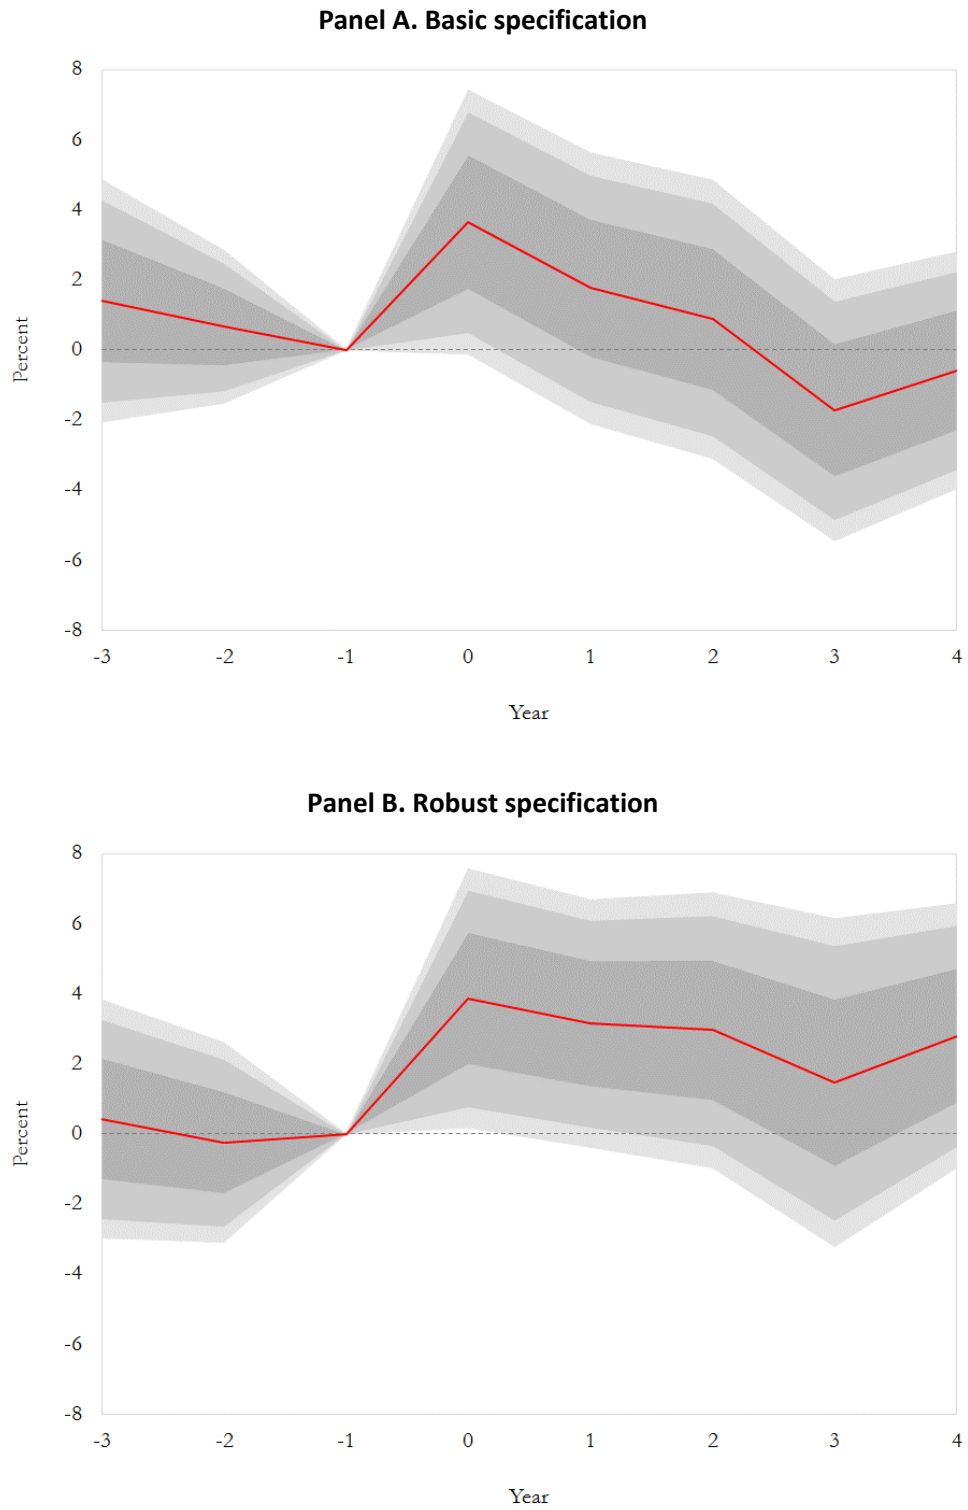 Panel A. Basic specification
8
6
4
2
0
-2
-4
-6
-8
Percent
-3 -2 -1 0 1 2 3 4
Year
Panel B. Robust specification
8
6
4
2
0
-2
-4
-6
-8
Percent
-3 -2 -1 0 1 2 3 4
Year